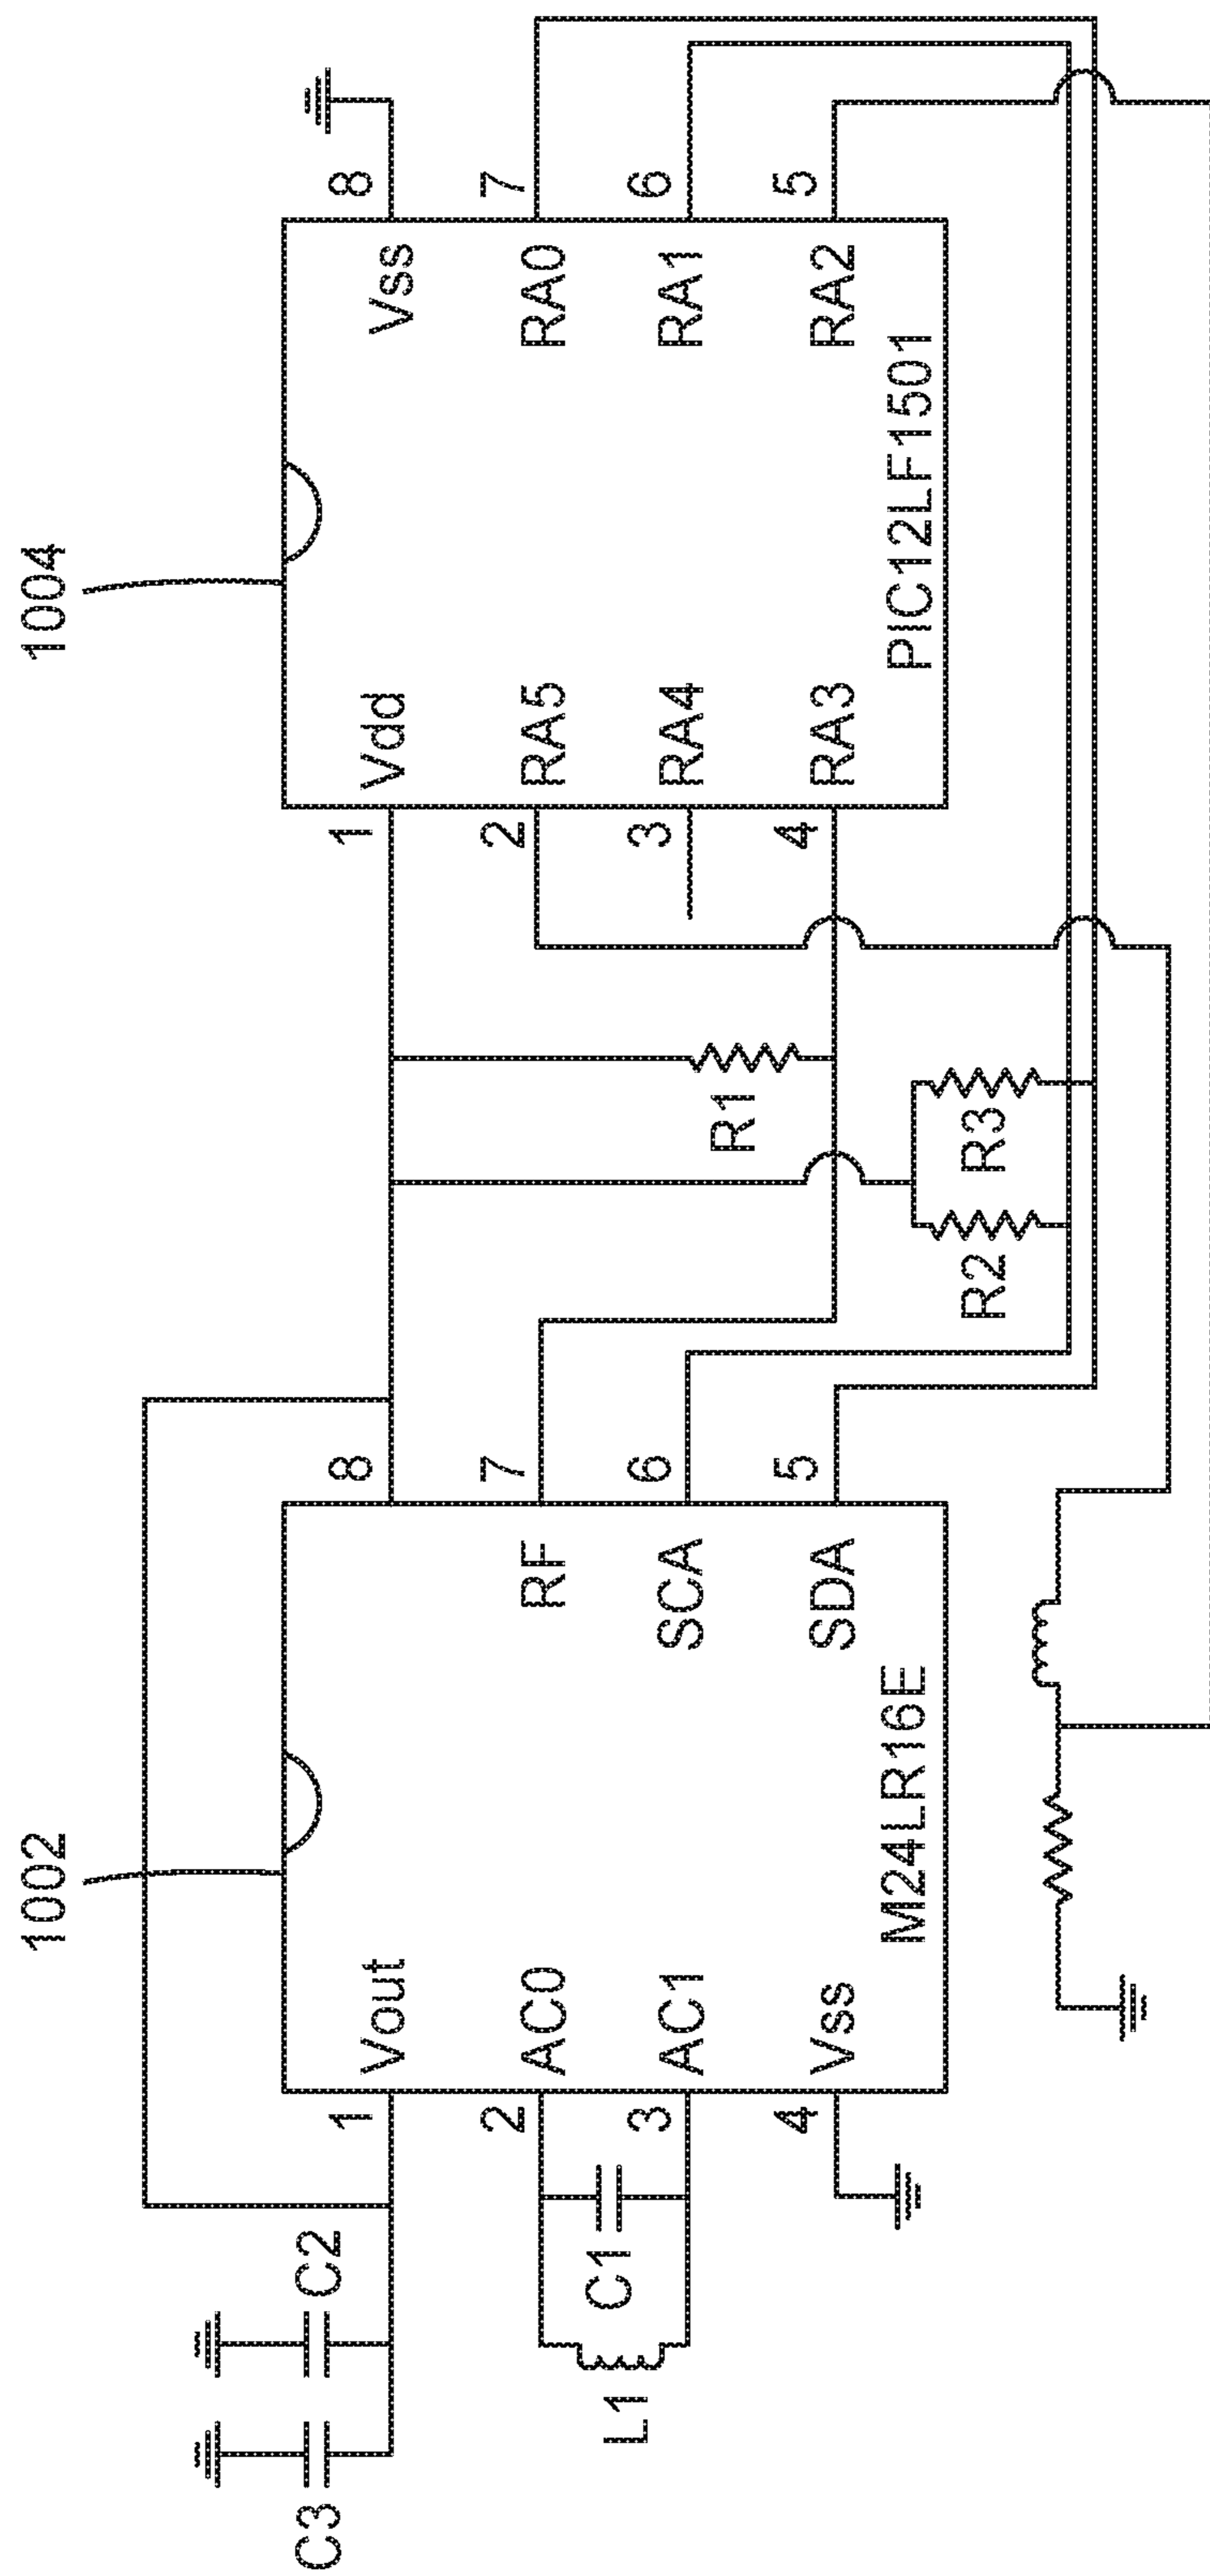 1002
1004
Vout
AC0
AC1
Vss
RF
SCA
SDA
M24LR16E
1
2
3
4
8
7
6
5
C3
C2
C1
L1
R1
R2
R3
Vdd
RA5
RA4
RA3
Vss
RA0
RA1
RA2
PIC12LF1501
1
2
3
4
8
7
6
5